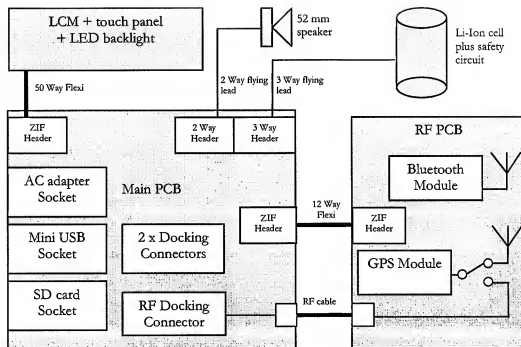 LCM + touch panel
+ LED backlight
52 mm
speaker
Li-Ion cell
plus safety
circuit
50 Way Flexi
2 Way flying
lead
3 Way flying
lead
ZIF
Header
2 Way
Header
3 Way
Header
RF PCB
AC adapter
Socket
Main PCB
Bluetooth
Module
12 Way
Flexi
ZIF
Header
ZIF
Header
Mini USB
Socket
2 x Docking
Connectors
GPS Module
SD card
Socket
RF Docking
Connector
RF cable